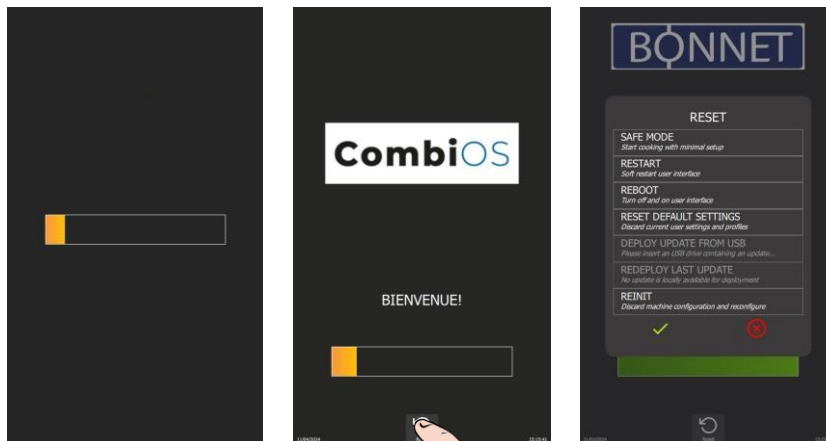 CombiOS
BIENVENUE!
11/04/2024
BONNET
RESET
SAFE MODE
Start cooking with minimal setup
RESTART
Soft restart user interface
REBOOT
Turn off and on user interface
RESET DEFAULT SETTINGS
Discard current user settings and profiles
DEPLOY UPDATE FROM USB
Please insert an USB drive containing an update...
REDEPLOY LAST UPDATE
No update is locally available for deployment
REINIT
Discard machine configuration and reconfigure
Reset